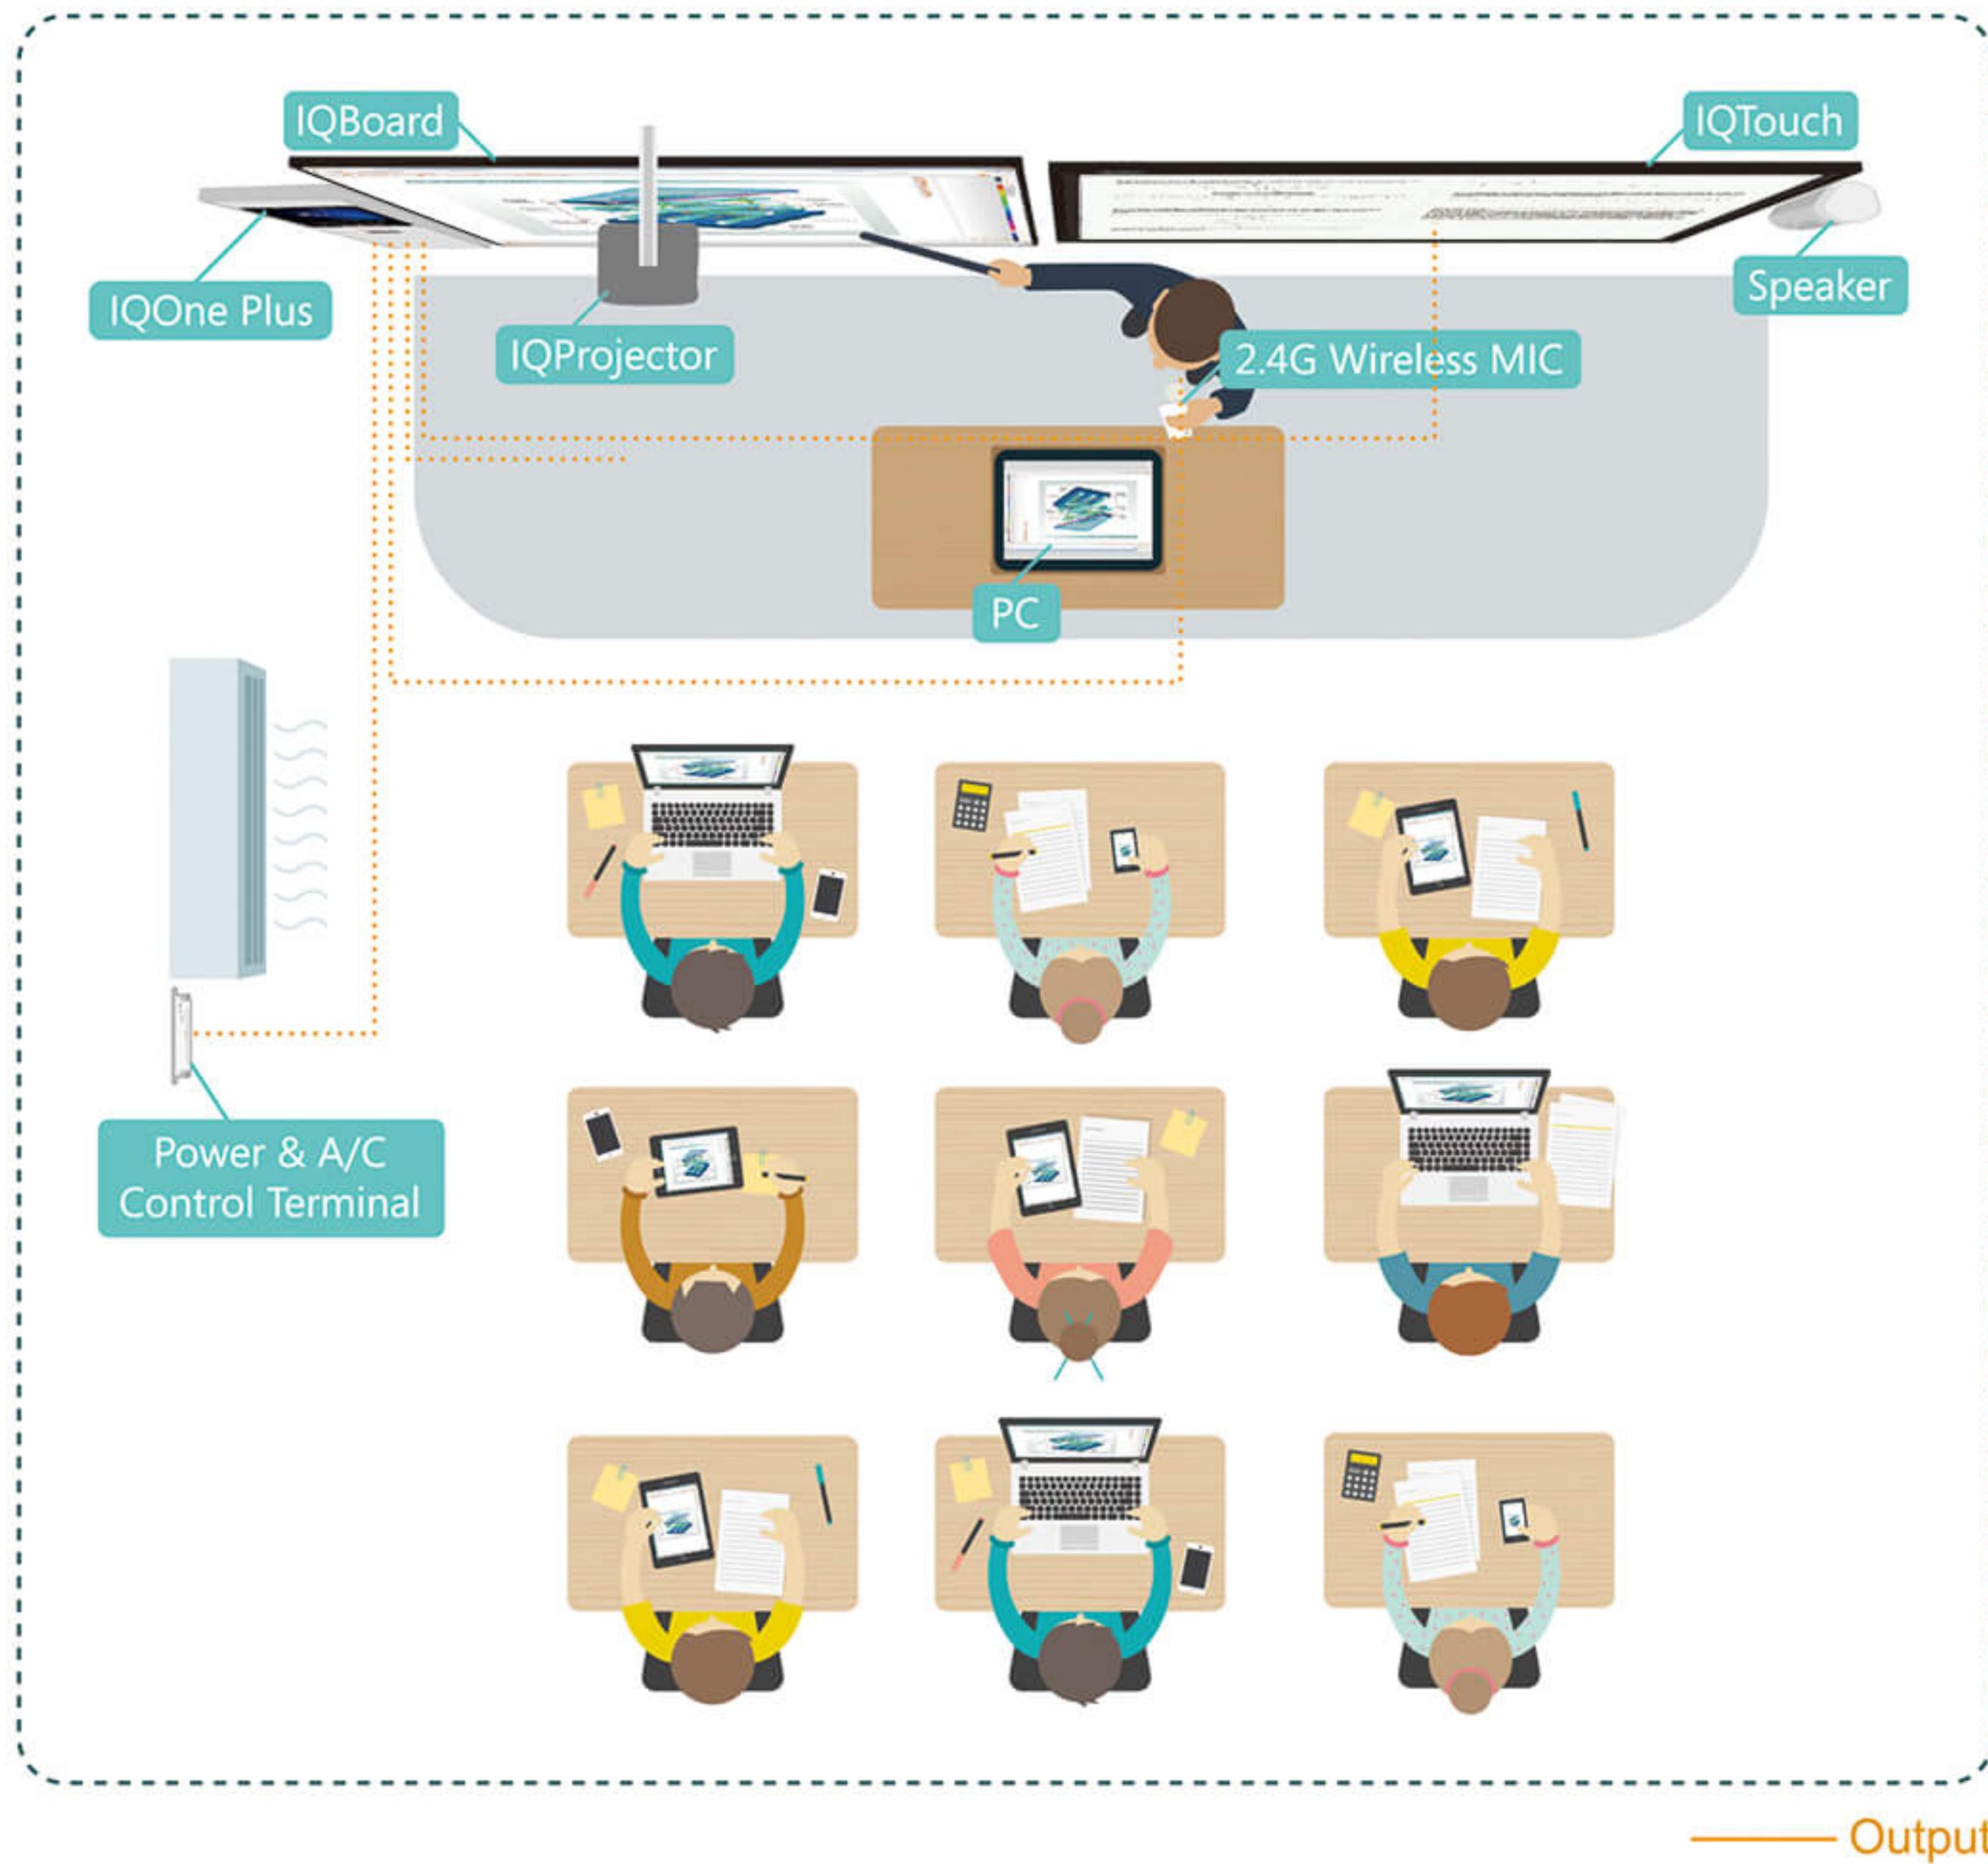 IQBoard
IQTouch
IQOne Plus
Speaker
IQProjector
2.4G Wireless MIC
PC
Power & A/C
Control Terminal
Output